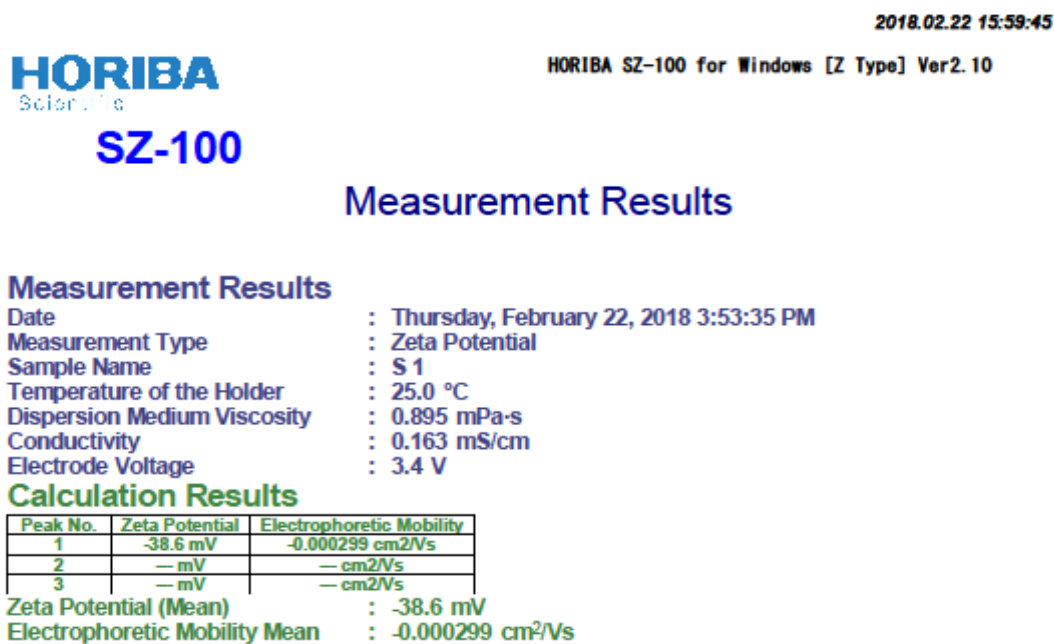 2018.02.22 15:59:45
HORIBA SZ-100 for Windows [Z Type] Ver2.10
HORIBA
Scientific
SZ-100
Measurement Results
Measurement Results
Date : Thursday, February 22, 2018 3:53:35 PM
Measurement Type : Zeta Potential
Sample Name : S 1
Temperature of the Holder : 25.0 °C
Dispersion Medium Viscosity : 0.895 mPa·s
Conductivity : 0.163 mS/cm
Electrode Voltage : 3.4 V
Calculation Results
Peak No. Zeta Potential Electrophoretic Mobility
1 -38.6 mV -0.000299 cm2/Vs
2 — mV — cm2/Vs
3 — mV — cm2/Vs
Zeta Potential (Mean) : -38.6 mV
Electrophoretic Mobility Mean : -0.000299 cm²/Vs